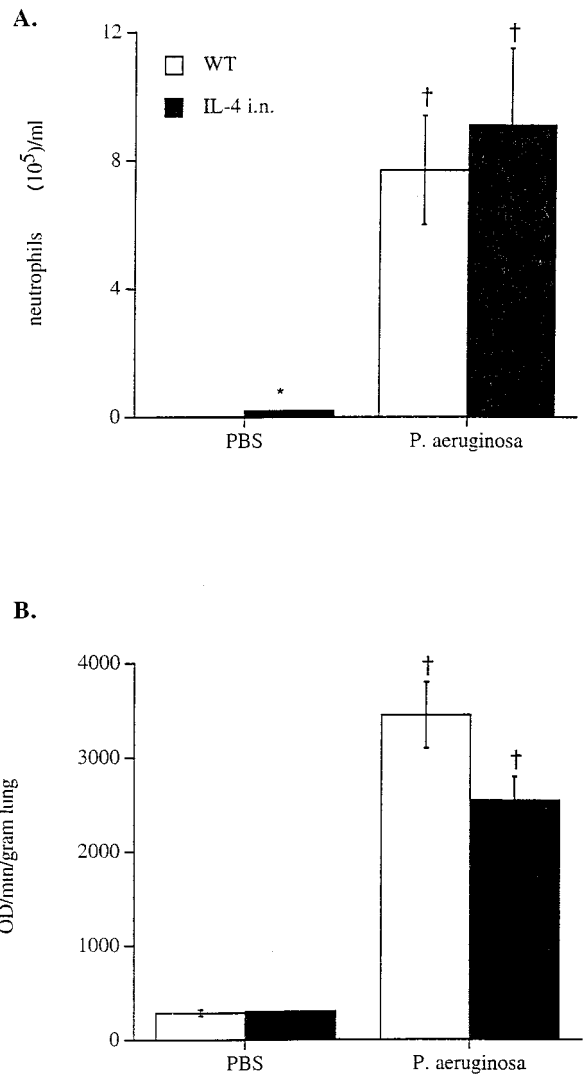 A.
12
8
4
0
neutrophils (10⁵)/ml
WT
IL-4 i.n.
†
†
*
PBS
P. aeruginosa
B.
4000
3000
2000
1000
0
OD/min/gram lung
†
†
PBS
P. aeruginosa